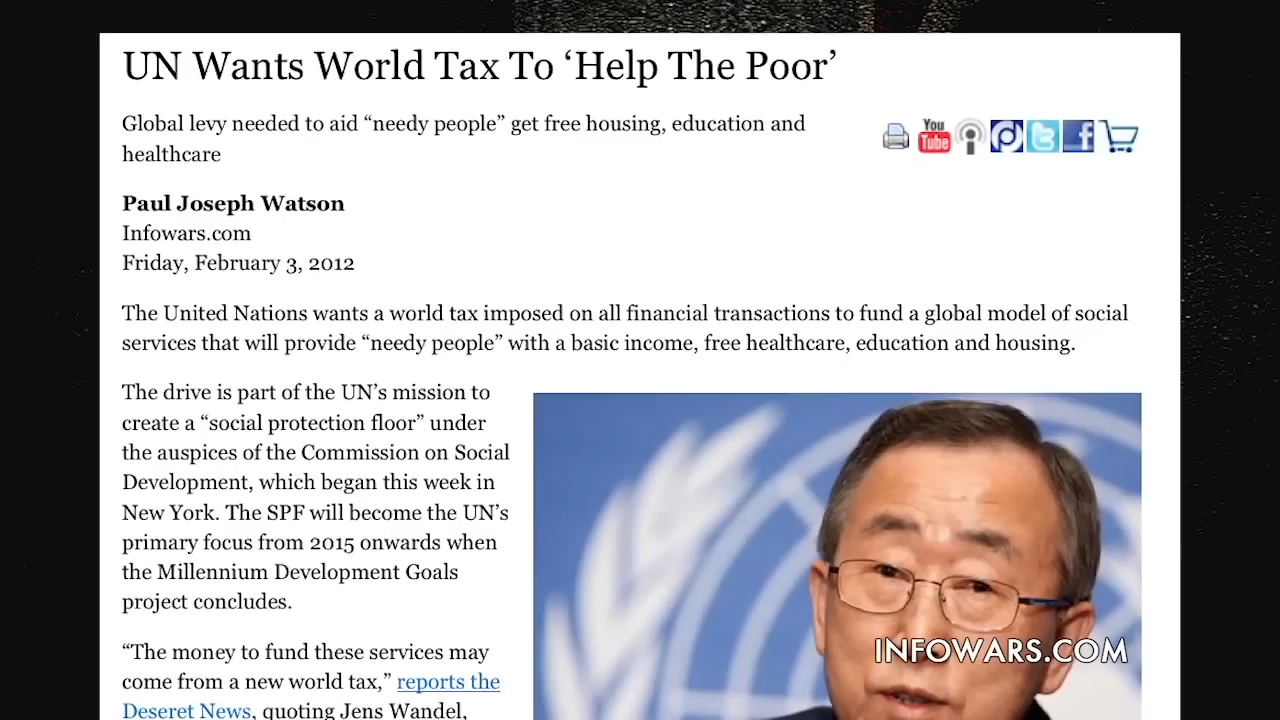 UN Wants World Tax To ‘Help The Poor’
Global levy needed to aid “needy people” get free housing, education and
healthcare
You
Tube
Paul Joseph Watson
Infowars.com
Friday, February 3, 2012
The United Nations wants a world tax imposed on all financial transactions to fund a global model of social
services that will provide “needy people” with a basic income, free healthcare, education and housing.
The drive is part of the UN’s mission to
create a “social protection floor” under
the auspices of the Commission on Social
Development, which began this week in
New York. The SPF will become the UN’s
primary focus from 2015 onwards when
the Millennium Development Goals
project concludes.
“The money to fund these services may
come from a new world tax,” reports the
Deseret News, quoting Jens Wandel,
INFOWARS.COM